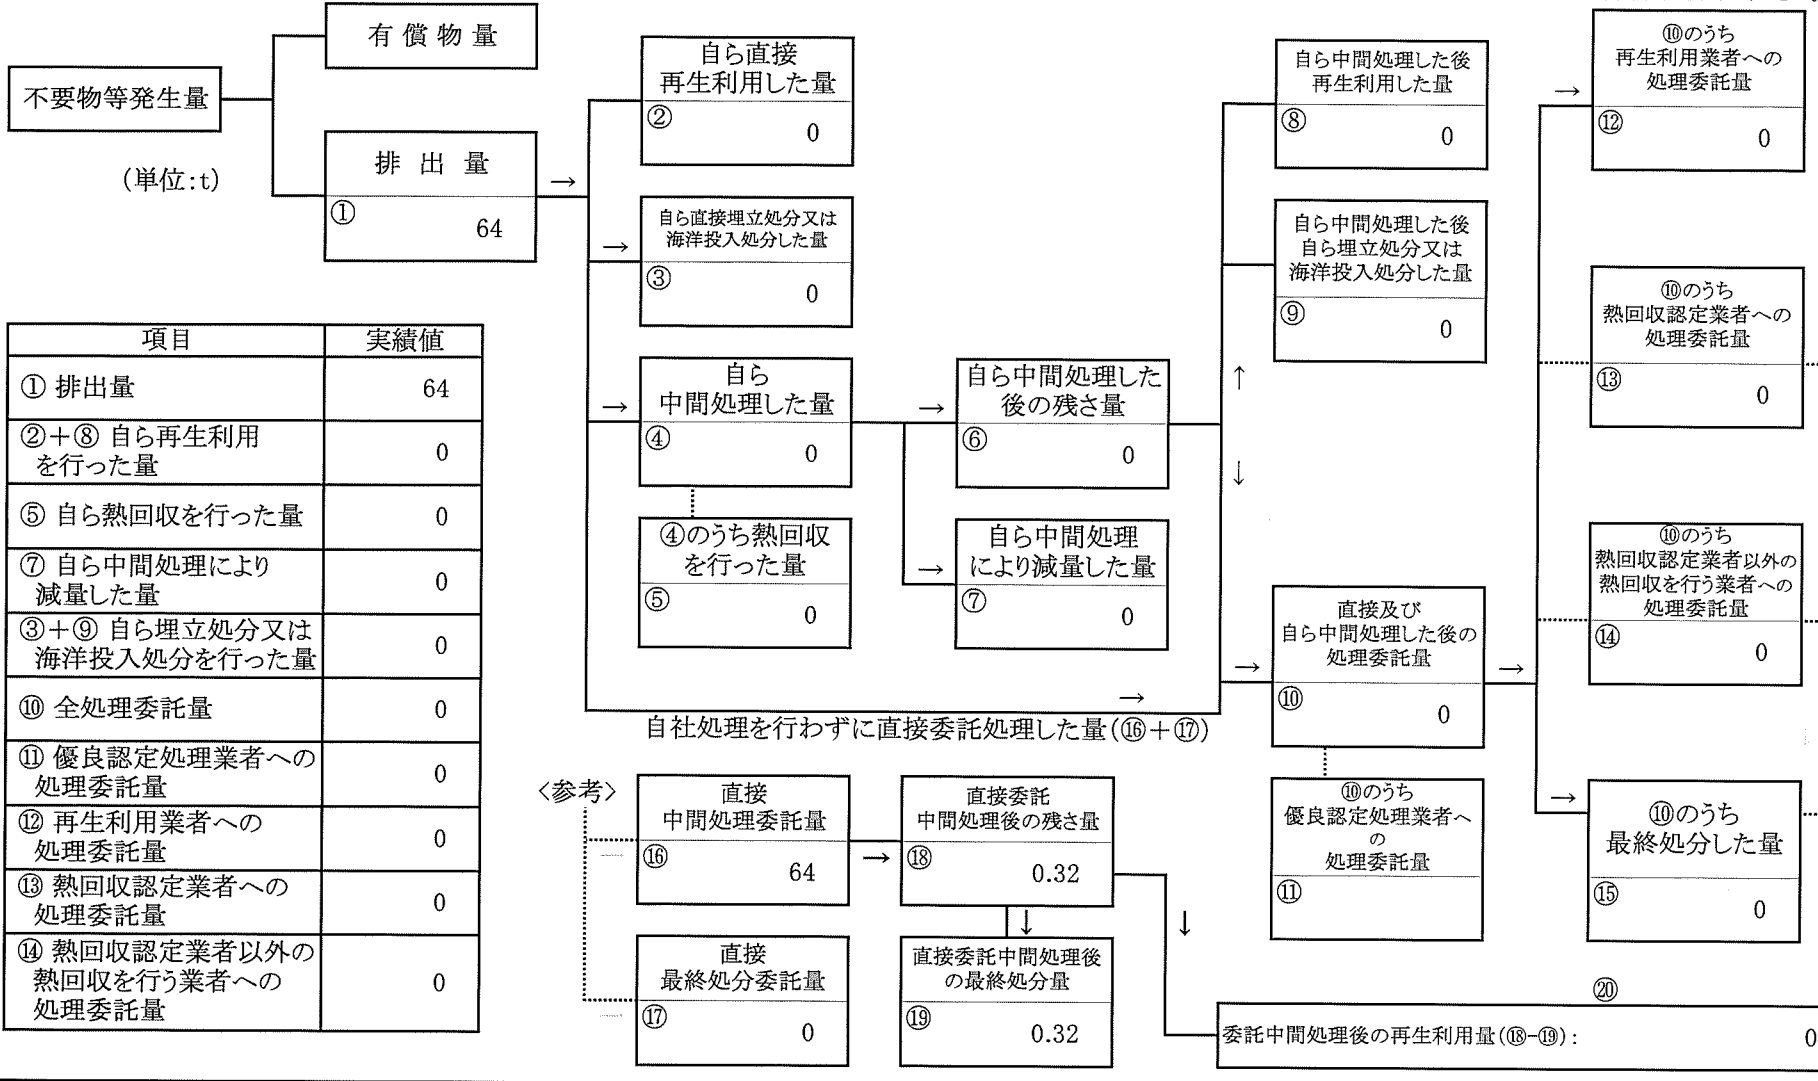 有 償 物 量
不要物等発生量
(単位:t)
排 出 量
①
64
自ら直接
再生利用した量
②
0
自ら直接埋立処分又は
海洋投入処分した量
③
0
自ら
中間処理した量
④
0
④のうち熱回収
を行った量
⑤
0
自ら中間処理した
後の残さ量
⑥
0
自ら中間処理
により減量した量
⑦
0
自ら中間処理した後
再生利用した量
⑧
0
自ら中間処理した後
自ら埋立処分又は
海洋投入処分した量
⑨
0
直接及び
自ら中間処理した後の
処理委託量
⑩
0
⑩のうち
優良認定処理業者へ
の
処理委託量
⑪
⑩のうち
再生利用業者への
処理委託量
⑫
0
⑩のうち
熱回収認定業者への
処理委託量
⑬
0
⑩のうち
熱回収認定業者以外の
熱回収を行う業者への
処理委託量
⑭
0
⑩のうち
最終処分した量
⑮
0
自社処理を行わずに直接委託処理した量(⑯+⑰)
〈参考〉
直接
中間処理委託量
⑯
64
直接
最終処分委託量
⑰
0
直接委託
中間処理後の残さ量
⑱
0.32
直接委託中間処理後
の最終処分量
⑲
0.32
⑳
委託中間処理後の再生利用量(⑱-⑲):
0
項目 実績値
① 排出量 64
②+⑧ 自ら再生利用
を行った量 0
⑤ 自ら熱回収を行った量 0
⑦ 自ら中間処理により
減量した量 0
③+⑨ 自ら埋立処分又は
海洋投入処分を行った量 0
⑩ 全処理委託量 0
⑪ 優良認定処理業者への
処理委託量 0
⑫ 再生利用業者への
処理委託量 0
⑬ 熱回収認定業者への
処理委託量 0
⑭ 熱回収認定業者以外の
熱回収を行う業者への
処理委託量 0